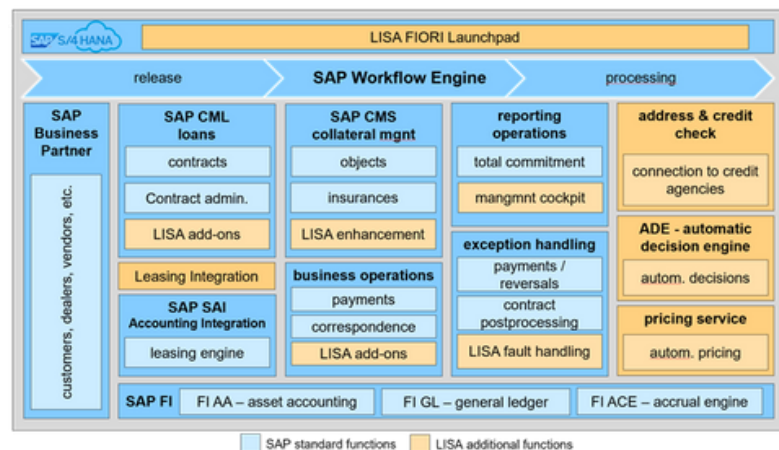 SAP S/4HANA
LISA FIORI Launchpad
release
SAP Workflow Engine
processing
SAP
Business
Partner
customers, dealers, vendors, etc.
SAP CML
loans
contracts
Contract admin.
LISA add-ons
Leasing Integration
SAP SAI
Accounting Integration
leasing engine
SAP CMS
collateral mgnt
objects
insurances
LISA enhancement
business operations
payments
correspondence
LISA add-ons
reporting
operations
total commitment
mangmnt cockpit
exception handling
payments /
reversals
contract
postprocessing
LISA fault handling
address & credit
check
connection to credit
agencies
ADE - automatic
decision engine
autom. decisions
pricing service
autom. pricing
SAP FI
FI AA – asset accounting
FI GL – general ledger
FI ACE – accrual engine
SAP standard functions
LISA additional functions